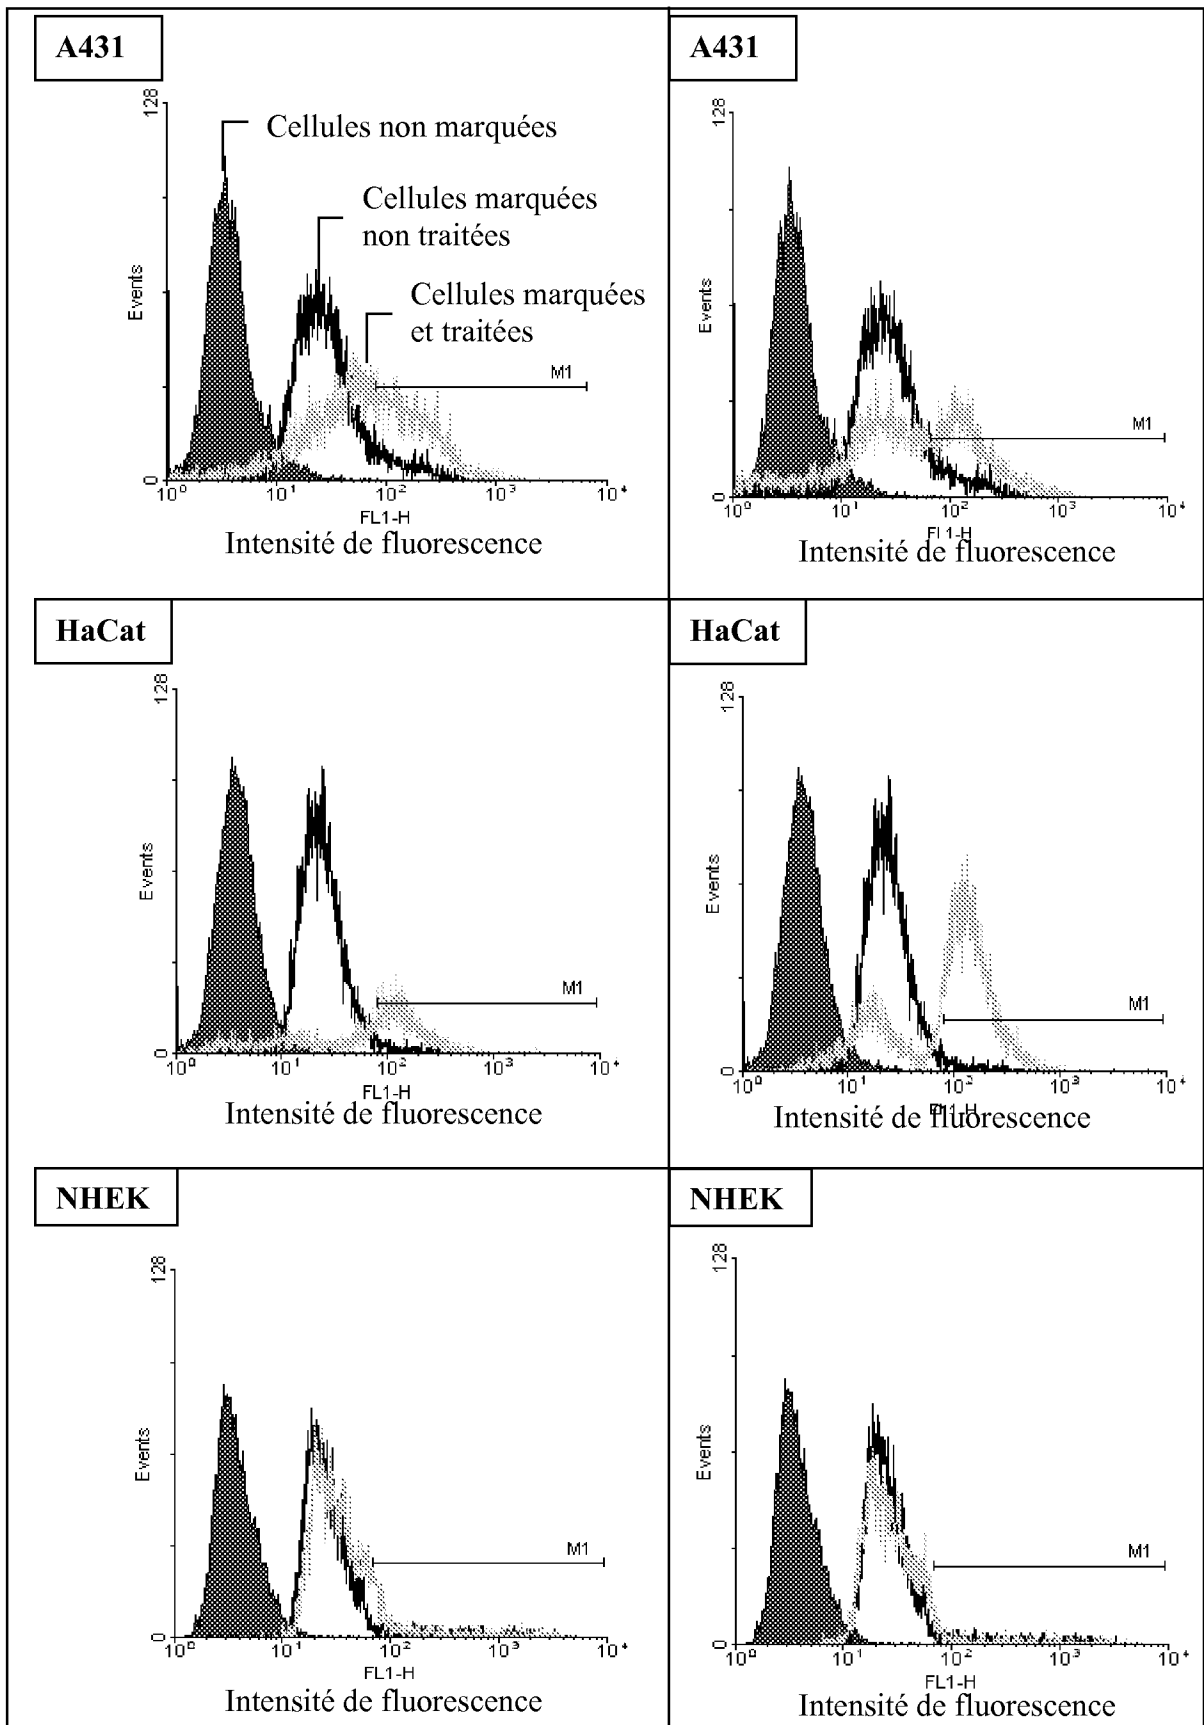 A431
128
Cellules non marquées
Cellules marquées
non traitées
Cellules marquées
et traitées
Events
M1
0
10⁰ 10¹ 10² 10³ 10⁴
FL1-H
Intensité de fluorescence
A431
128
Events
M1
0
10⁰ 10¹ 10² 10³ 10⁴
FL1-H
Intensité de fluorescence
HaCat
128
Events
M1
0
10⁰ 10¹ 10² 10³ 10⁴
FL1-H
Intensité de fluorescence
HaCat
128
Events
M1
0
10⁰ 10¹ 10² 10³ 10⁴
FL1-H
Intensité de fluorescence
NHEK
128
Events
M1
0
10⁰ 10¹ 10² 10³ 10⁴
FL1-H
Intensité de fluorescence
NHEK
128
Events
M1
0
10⁰ 10¹ 10² 10³ 10⁴
FL1-H
Intensité de fluorescence